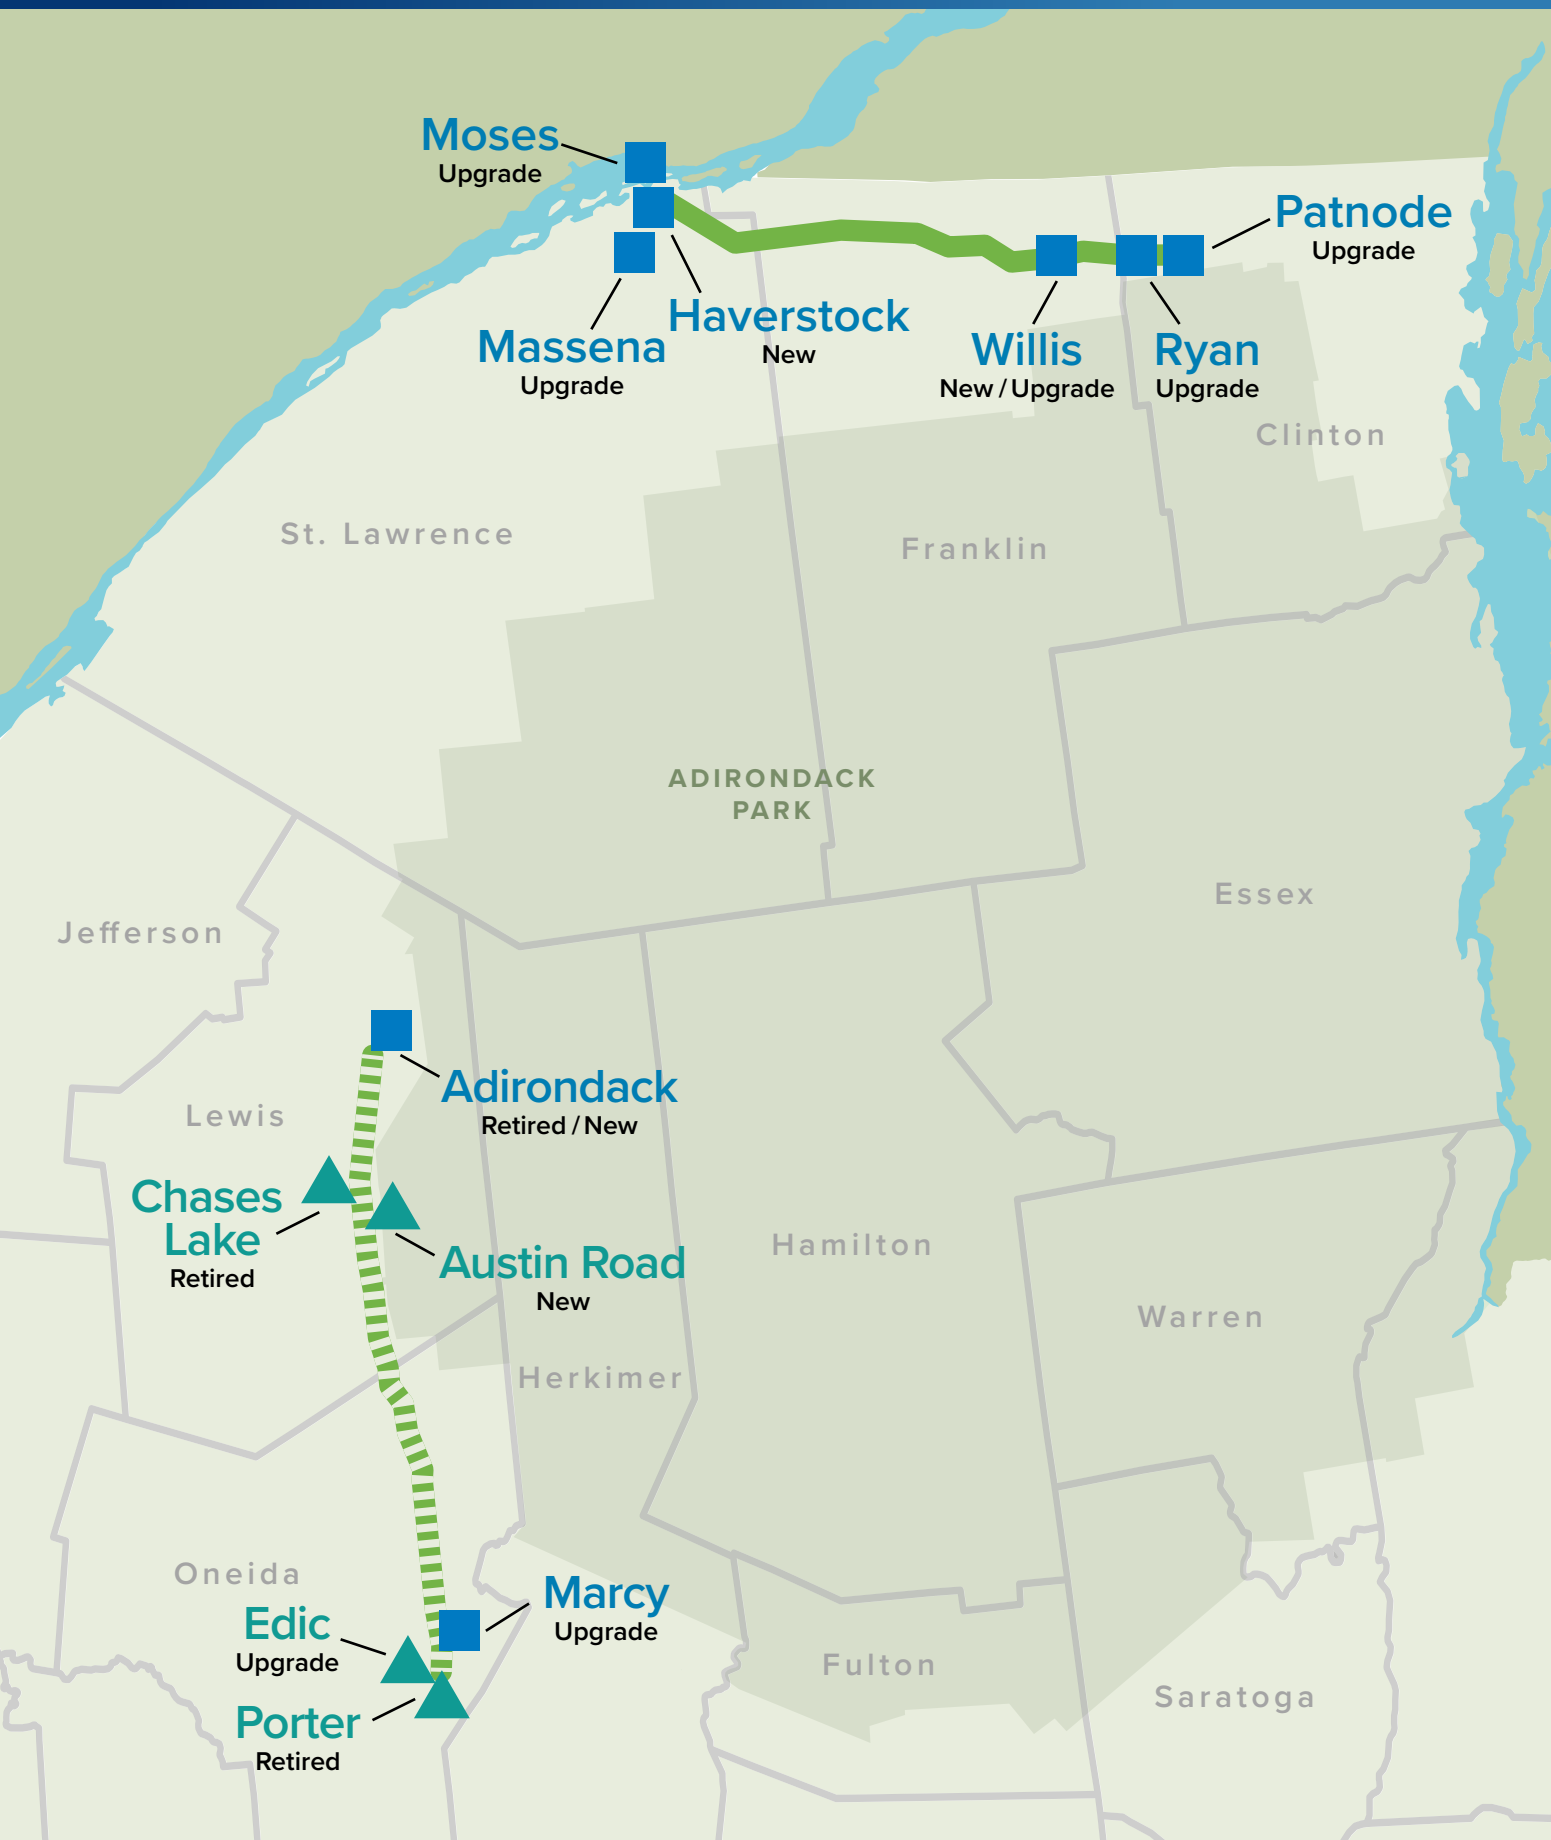 Moses
Upgrade
Patnode
Upgrade
Haverstock
New
Massena
Upgrade
Willis
New / Upgrade
Ryan
Upgrade
Clinton
St. Lawrence
Franklin
ADIRONDACK
PARK
Essex
Jefferson
Adirondack
Retired / New
Lewis
Chases
Lake
Retired
Austin Road
New
Hamilton
Warren
Herkimer
Oneida
Marcy
Upgrade
Edic
Upgrade
Fulton
Saratoga
Porter
Retired